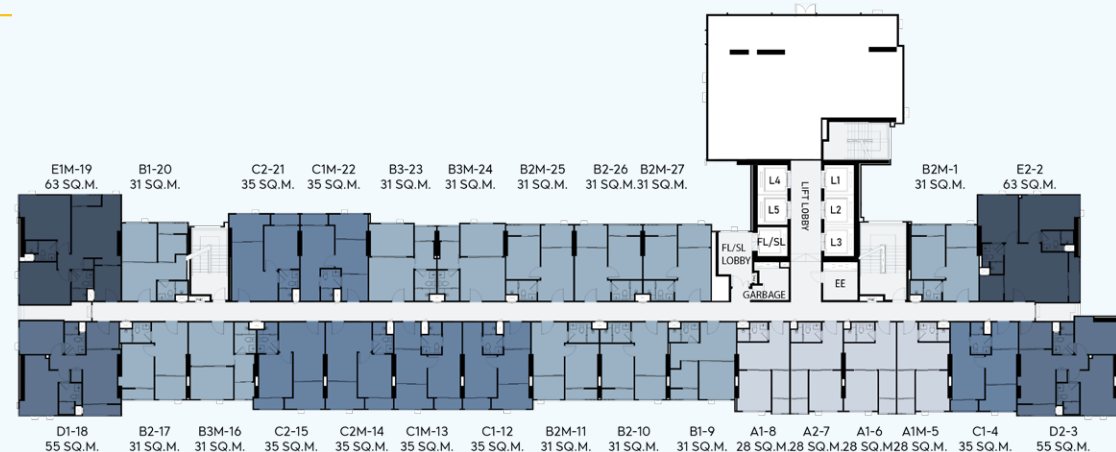 E1M-19
63 SQ.M.
B1-20
31 SQ.M.
C2-21
35 SQ.M.
C1M-22
35 SQ.M.
B3-23
31 SQ.M.
B3M-24
31 SQ.M.
B2M-25
31 SQ.M.
B2-26
31 SQ.M.
B2M-27
31 SQ.M.
B2M-1
31 SQ.M.
E2-2
63 SQ.M.
L4
L1
L5
L2
FL/SL
L3
LIFT LOBBY
FL/SL
LOBBY
GARBAGE
EE
D1-18
55 SQ.M.
B2-17
31 SQ.M.
B3M-16
31 SQ.M.
C2-15
35 SQ.M.
C2M-14
35 SQ.M.
C1M-13
35 SQ.M.
C1-12
35 SQ.M.
B2M-11
31 SQ.M.
B2-10
31 SQ.M.
B1-9
31 SQ.M.
A1-8
28 SQ.M.
A2-7
28 SQ.M.
A1-6
28 SQ.M.
A1M-5
28 SQ.M.
C1-4
35 SQ.M.
D2-3
55 SQ.M.